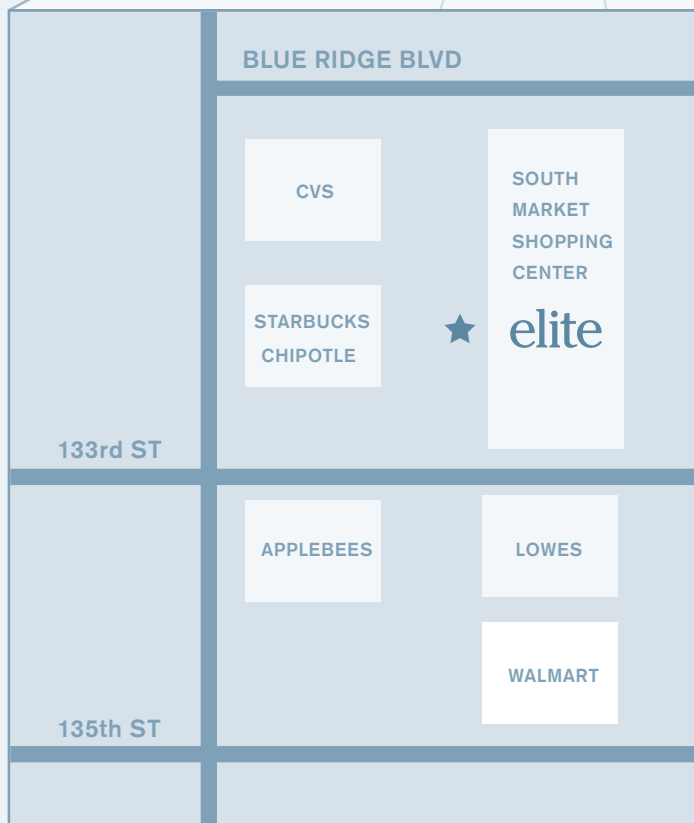 BLUE RIDGE BLVD
CVS
SOUTH
MARKET
SHOPPING
CENTER
STARBUCKS
CHIPOTLE
elite
133rd ST
APPLEBEES
LOWES
WALMART
135th ST